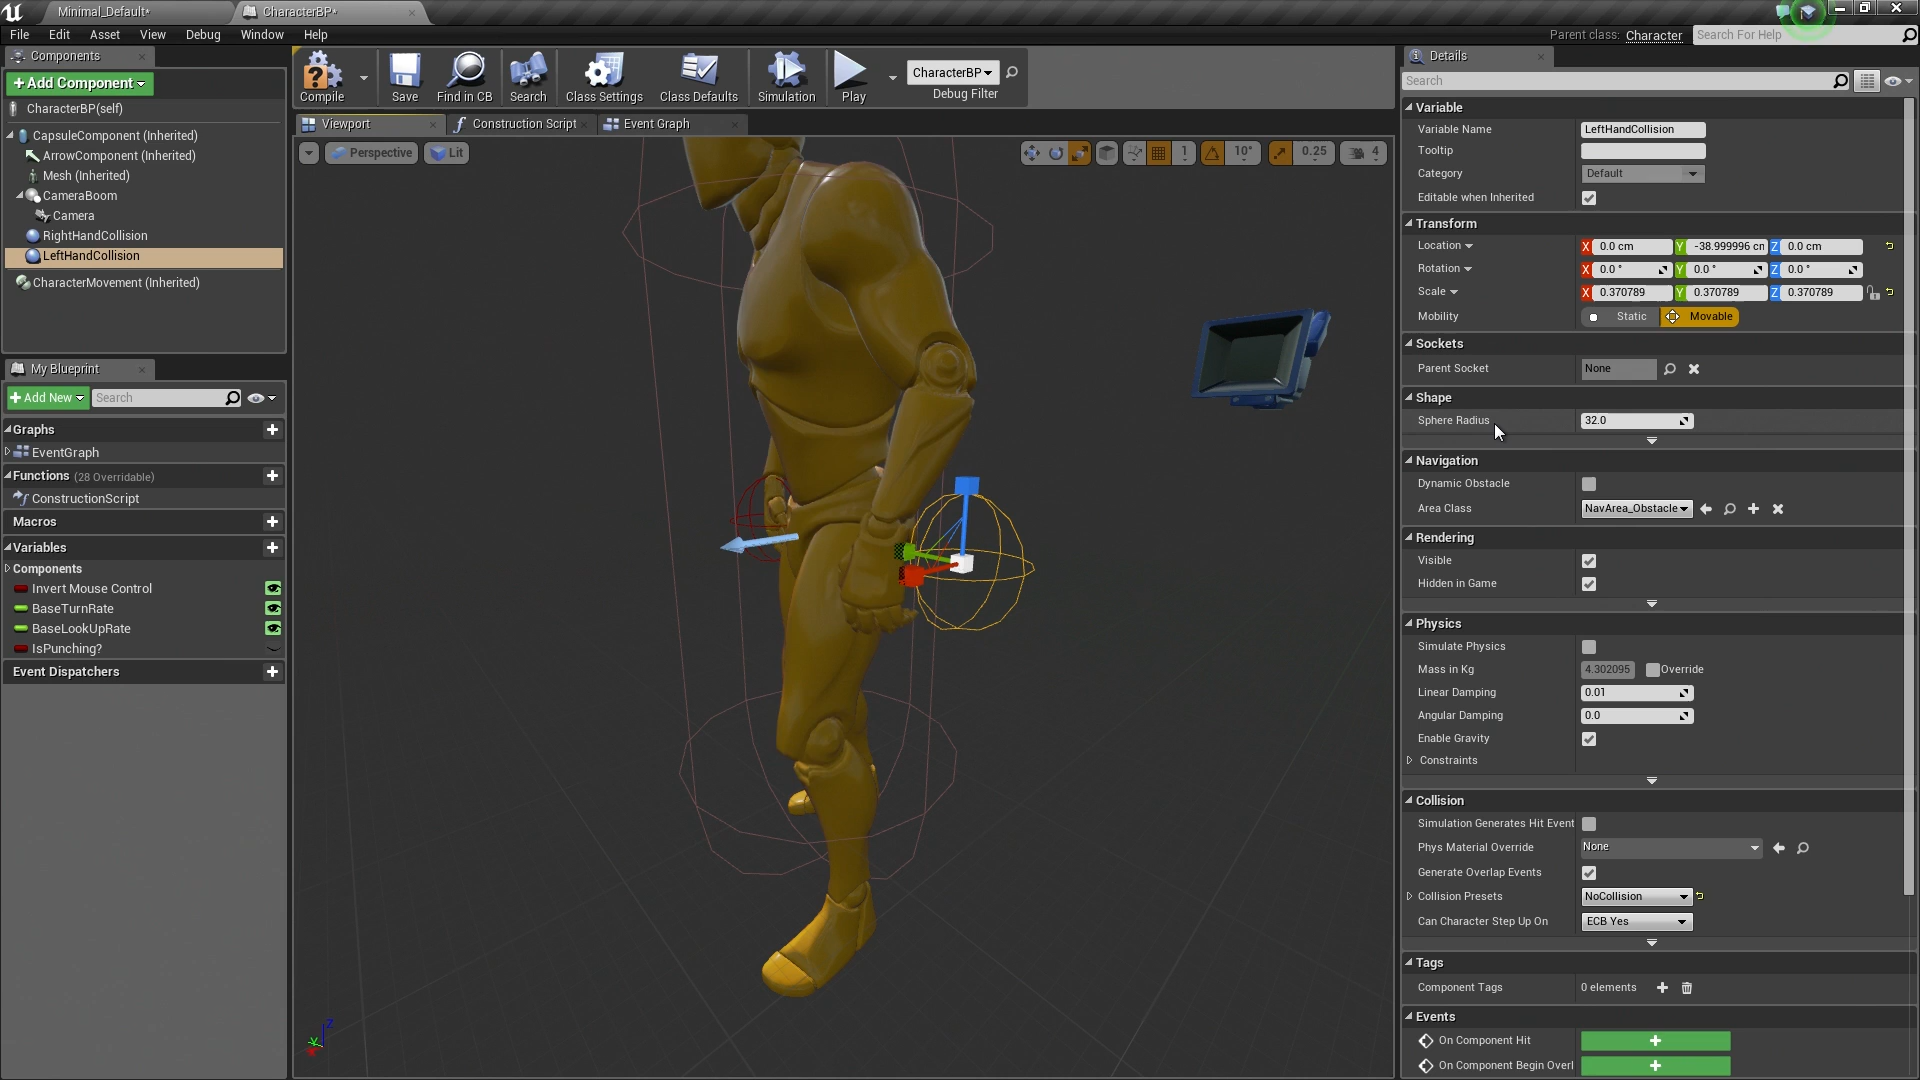 Minimal_Default*
CharacterBP*
File Edit Asset View Debug Window Help
Parent class: Character
Search For Help
Components
+Add Component
CharacterBP(self)
CapsuleComponent (Inherited)
ArrowComponent (Inherited)
Mesh (Inherited)
CameraBoom
Camera
RightHandCollision
LeftHandCollision
CharacterMovement (Inherited)
My Blueprint
+Add New
Search
Graphs
EventGraph
Functions (28 Overridable)
ConstructionScript
Macros
Variables
Components
Invert Mouse Control
BaseTurnRate
BaseLookUpRate
IsPunching?
Event Dispatchers
Compile
Save
Find in CB
Search
Class Settings
Class Defaults
Simulation
Play
CharacterBP
Debug Filter
Viewport
Construction Script
Event Graph
Perspective
Lit
1
10°
0.25
4
Z
Y
Details
Search
Variable
Variable Name LeftHandCollision
Tooltip
Category Default
Editable when Inherited
Transform
Location X 0.0 cm Y -38.999996 cm Z 0.0 cm
Rotation X 0.0 ° Y 0.0 ° Z 0.0 °
Scale X 0.370789 Y 0.370789 Z 0.370789
Mobility Static Movable
Sockets
Parent Socket None
Shape
Sphere Radius 32.0
Navigation
Dynamic Obstacle
Area Class NavArea_Obstacle
Rendering
Visible
Hidden in Game
Physics
Simulate Physics
Mass in Kg 4.302095 Override
Linear Damping 0.01
Angular Damping 0.0
Enable Gravity
Constraints
Collision
Simulation Generates Hit Event
Phys Material Override None
Generate Overlap Events
Collision Presets NoCollision
Can Character Step Up On ECB Yes
Tags
Component Tags 0 elements
Events
On Component Hit +
On Component Begin Overl +